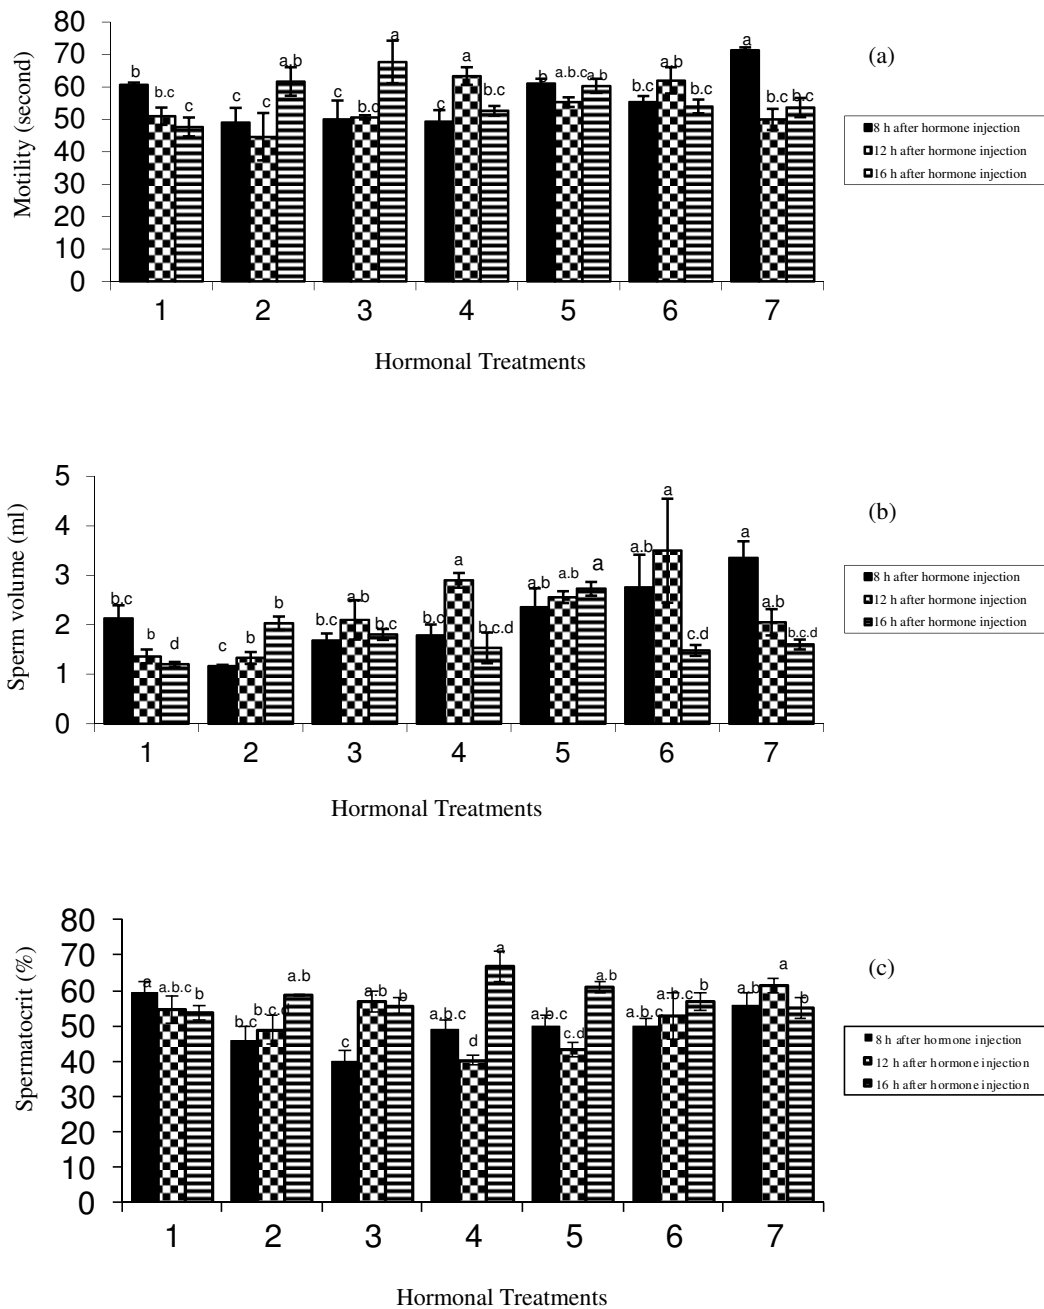 80
70
60
50
40
30
20
10
0
Motility (second)
b b.c c
c c a.b
c b.c a
c a b.c
b a.b.c a.b
b.c a.b b.c
a b.c b.c
1 2 3 4 5 6 7
Hormonal Treatments
(a)
8 h after hormone injection
12 h after hormone injection
16 h after hormone injection
5
4
3
2
1
0
Sperm volume (ml)
b.c b d
c b b
b.c a.b b.c
b.c a b.c.d
a.b a.b a
a.b a c.d
a a.b b.c.d
1 2 3 4 5 6 7
Hormonal Treatments
(b)
8 h after hormone injection
12 h after hormone injection
16 h after hormone injection
80
70
60
50
40
30
20
10
0
Spermatocrit (%)
a a.b.c b
b.c b.c.d a.b
c a b
a.b.c d a
a.b.c c.d a.b
a.b.c a.b.c b
a.b a b
1 2 3 4 5 6 7
Hormonal Treatments
(c)
8 h after hormone injection
12 h after hormone injection
16 h after hormone injection